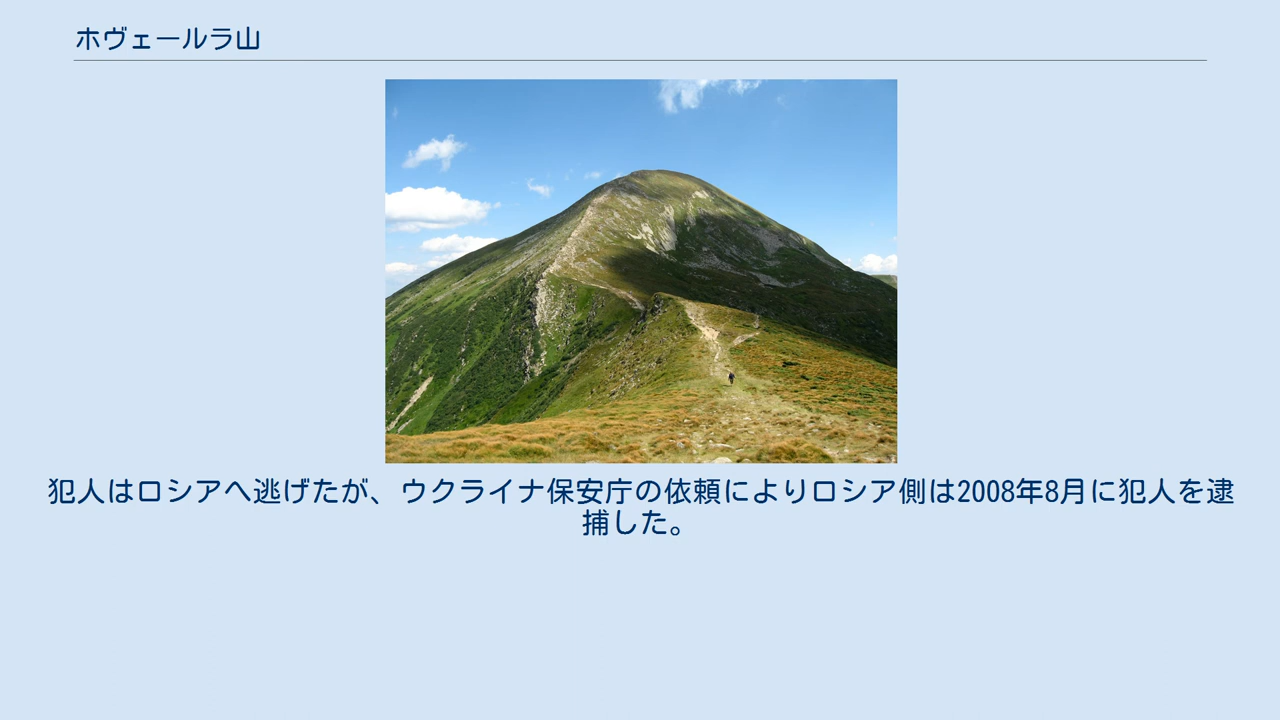 ホヴェールラ山
犯人はロシアへ逃げたが、ウクライナ保安庁の依頼によりロシア側は2008年8月に犯人を逮
捕した。